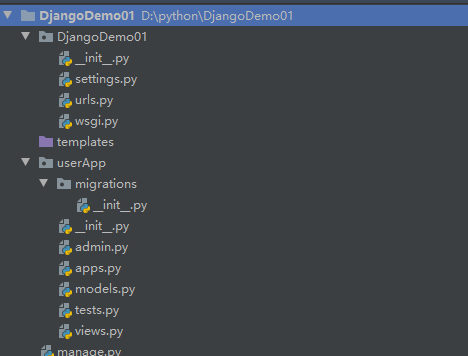 DjangoDemo01 D:\python\DjangoDemo01
DjangoDemo01
__init__.py
settings.py
urls.py
wsgi.py
templates
userApp
migrations
__init__.py
__init__.py
admin.py
apps.py
models.py
tests.py
views.py
manage.py